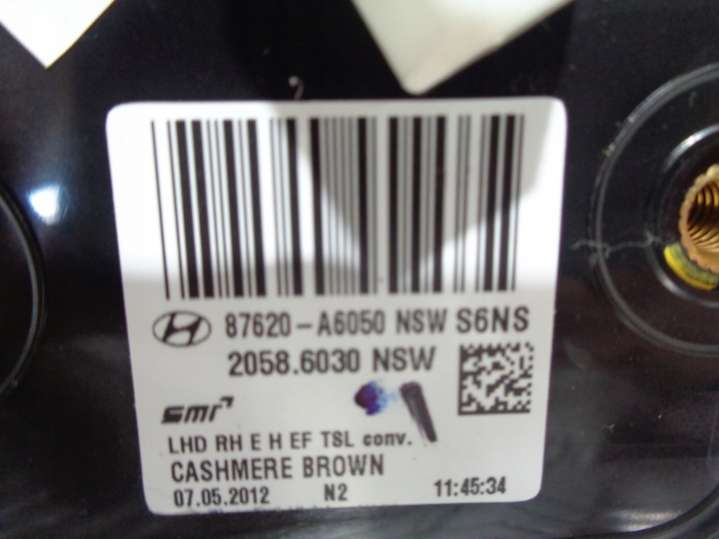 87620-A6050 NSW S6NS
2058.6030 NSW
smr
LHD RH E H EF TSL conv.
CASHMERE BROWN
07.05.2012 N2 11:45:34